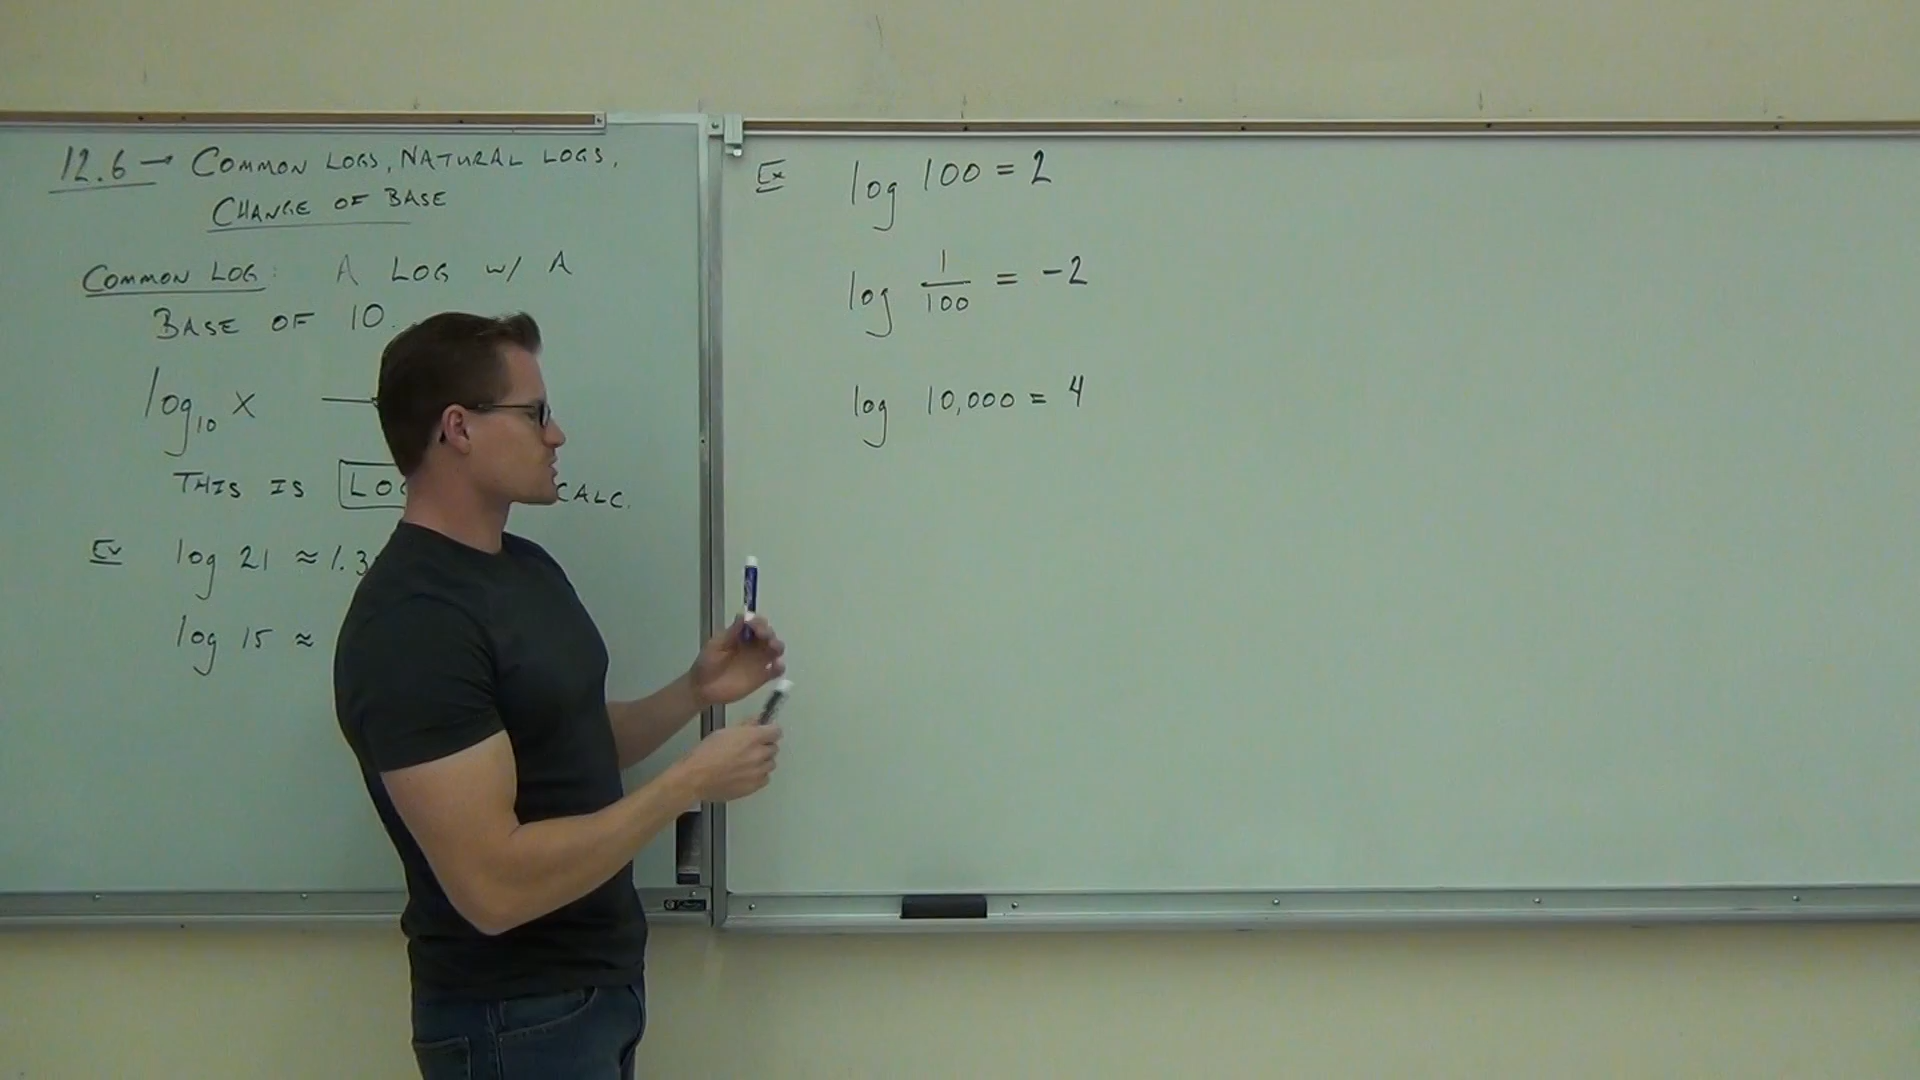 12.6 → COMMON LOGS, NATURAL LOGS,
CHANGE OF BASE
COMMON LOG: A LOG W/ A
BASE OF 10.
log₁₀ X
THIS IS LOG CALC.
Ex log 21 ≈ 1.3
log 15 ≈
Ex log 100 = 2
log 1/100 = -2
log 10,000 = 4